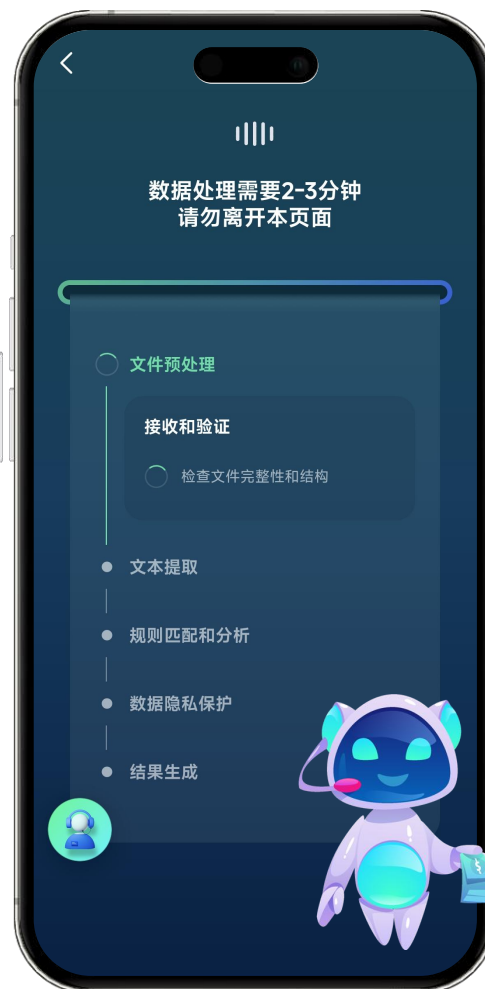 数据处理需要2-3分钟
请勿离开本页面
文件预处理
接收和验证
检查文件完整性和结构
文本提取
规则匹配和分析
数据隐私保护
结果生成